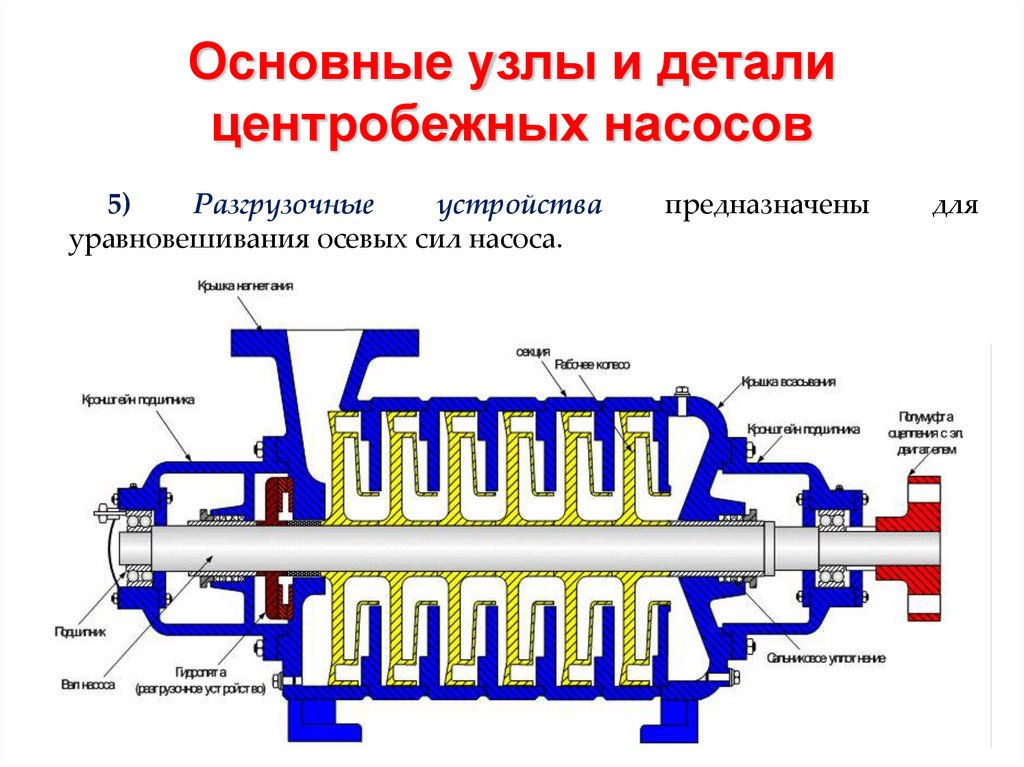 Основные узлы и детали
центробежных насосов
5) Разгрузочные устройства предназначены для
уравновешивания осевых сил насоса.
Крышка нагнетания
секция
Рабочее колесо
Крышка всасывания
Кронштейн подшипника
Кронштейн подшипника
Полумуфта
сцепления с эл.
двигателем
Подшипник
Вал насоса
Гидропята
(разгрузочное устройство)
Сальниковое уплотнение